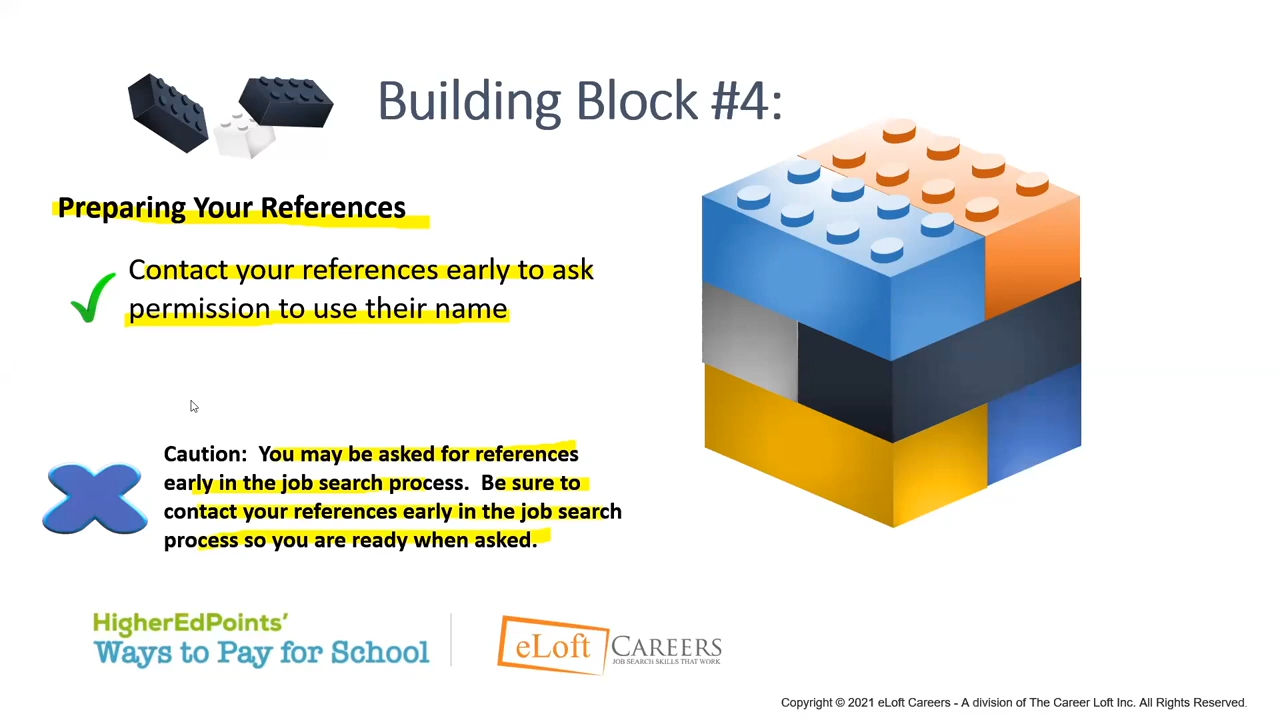 Building Block #4:
Preparing Your References
Contact your references early to ask
permission to use their name
Caution: You may be asked for references
early in the job search process. Be sure to
contact your references early in the job search
process so you are ready when asked.
HigherEdPoints'
Ways to Pay for School
eLoft CAREERS
JOB SEARCH SKILLS THAT WORK
Copyright © 2021 eLoft Careers - A division of The Career Loft Inc. All Rights Reserved.